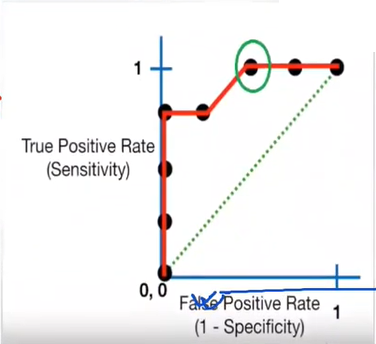 1
True Positive Rate
(Sensitivity)
0, 0
False Positive Rate
1
(1 - Specificity)